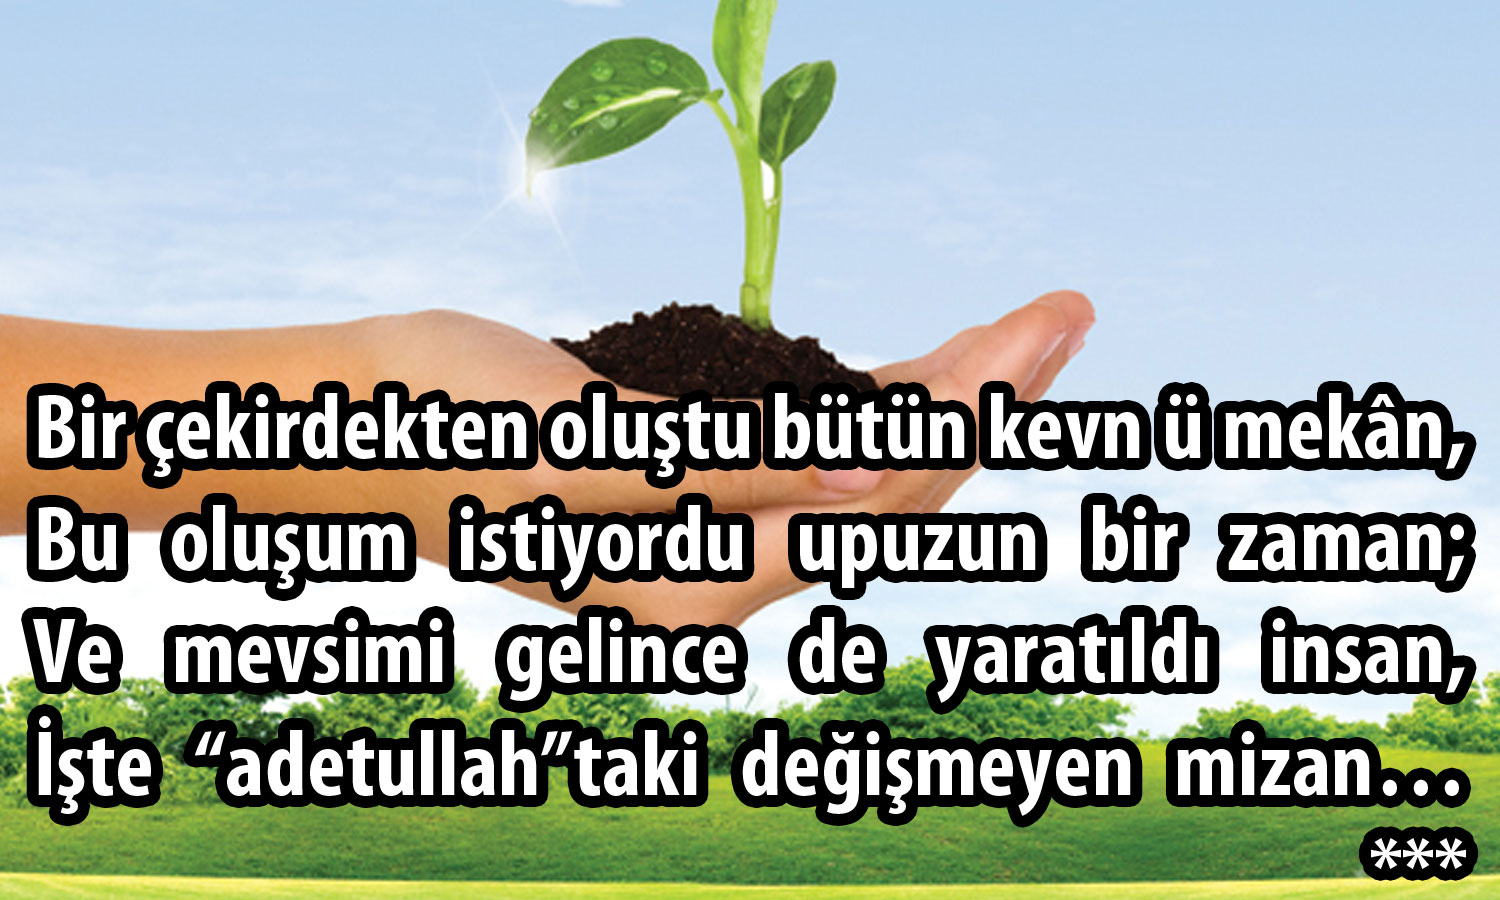 Bir çekirdekten oluştu bütün kevn ü mekân,
Bu oluşum istiyordu upuzun bir zaman;
Ve mevsimi gelince de yaratıldı insan,
İşte “adetullah”taki değişmeyen mizan...
***